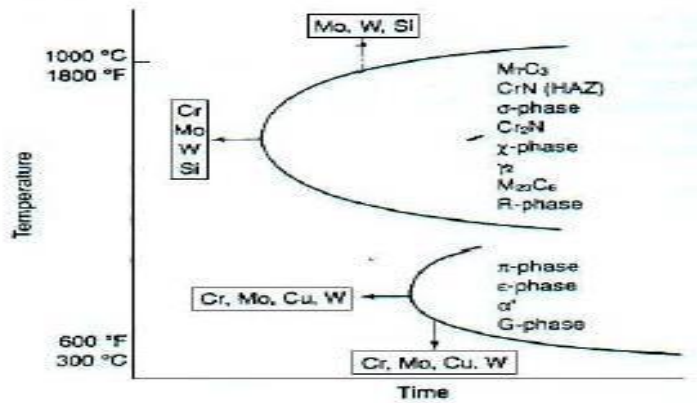 Mo, W, Si
1000 °C
1800 °F
M₇C₃
CrN (HAZ)
σ-phase
Cr₂N
χ-phase
γ₂
M₂₃C₆
R-phase
Cr
Mo
W
Si
Temperature
π-phase
ε-phase
α'
G-phase
Cr, Mo, Cu, W
600 °F
300 °C
Cr, Mo, Cu, W
Time